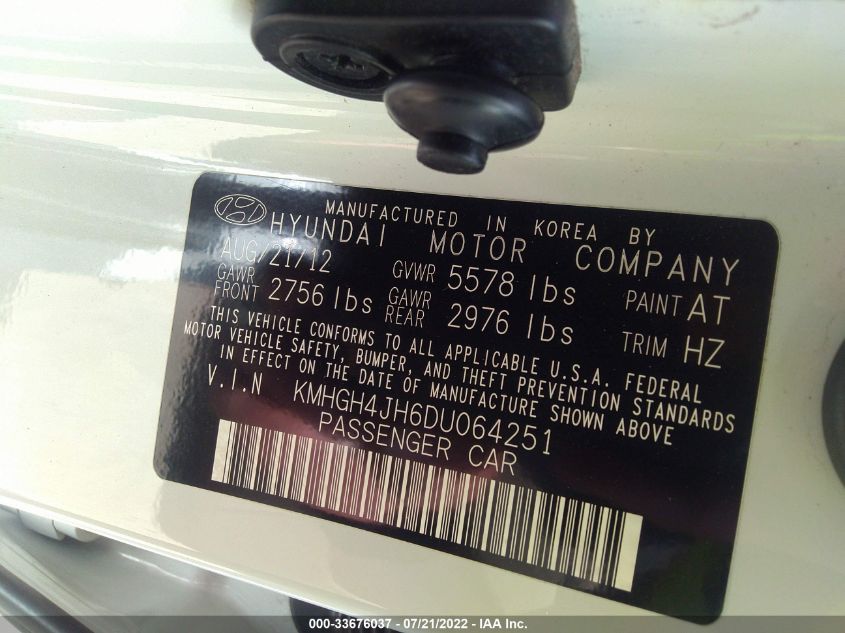 MANUFACTURED IN KOREA BY
HYUNDAI MOTOR COMPANY
AUG/21/12 GVWR 5578 lbs PAINT AT
GAWR FRONT 2756 lbs GAWR REAR 2976 lbs TRIM HZ
THIS VEHICLE CONFORMS TO ALL APPLICABLE U.S.A. FEDERAL
MOTOR VEHICLE SAFETY, BUMPER, AND THEFT PREVENTION STANDARDS
IN EFFECT ON THE DATE OF MANUFACTURE SHOWN ABOVE
V.I.N KMHGH4JH6DU064251
PASSENGER CAR
000-33676037 - 07/21/2022 - IAA Inc.